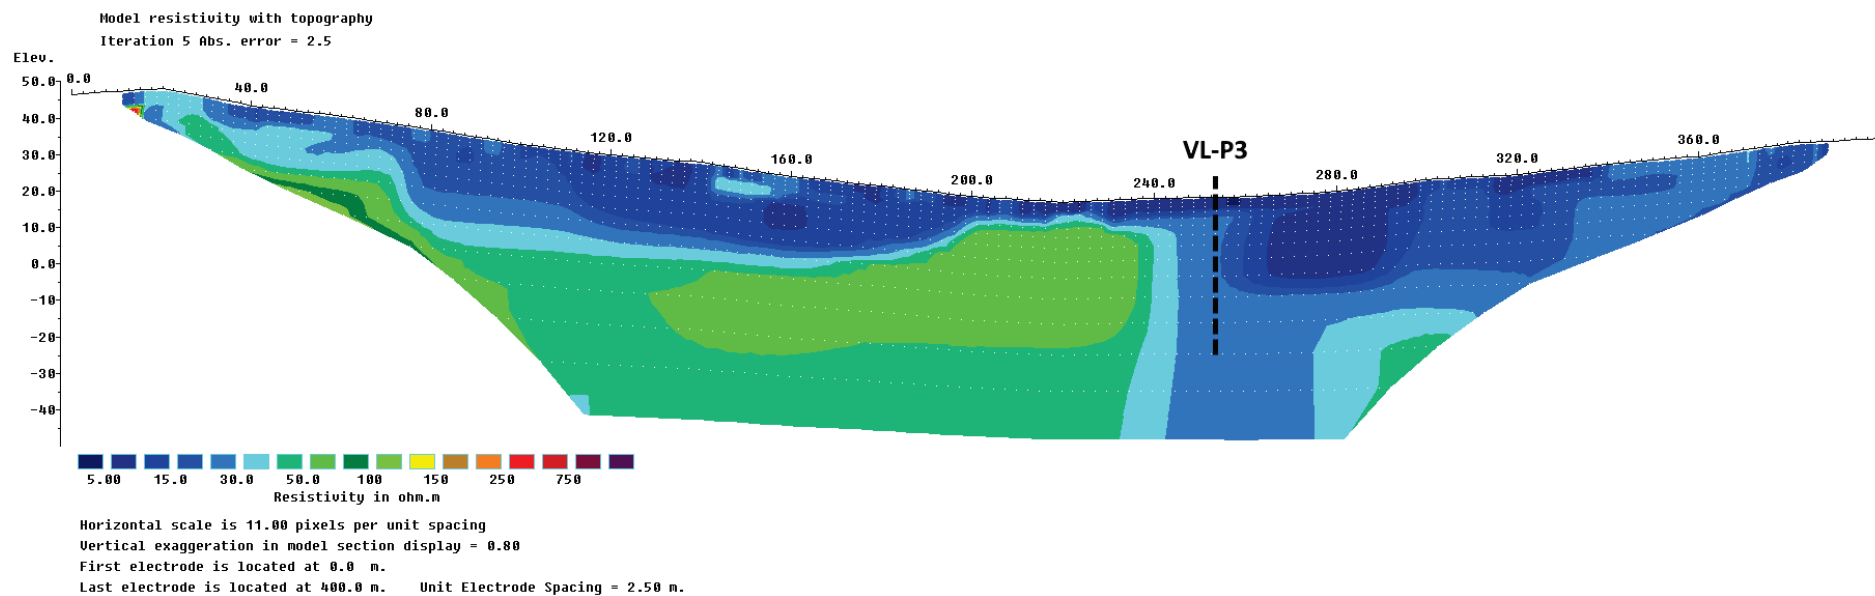 Model resistivity with topography
Iteration 5 Abs. error = 2.5
Elev.
50.0
0.0
40.0
40.0
80.0
120.0
30.0
160.0
VL-P3
360.0
320.0
20.0
200.0
240.0
280.0
10.0
0.0
-10
-20
-30
-40
5.00 15.0 30.0 50.0 100 150 250 750
Resistivity in ohm.m
Horizontal scale is 11.00 pixels per unit spacing
Vertical exaggeration in model section display = 0.80
First electrode is located at 0.0 m.
Last electrode is located at 400.0 m. Unit Electrode Spacing = 2.50 m.